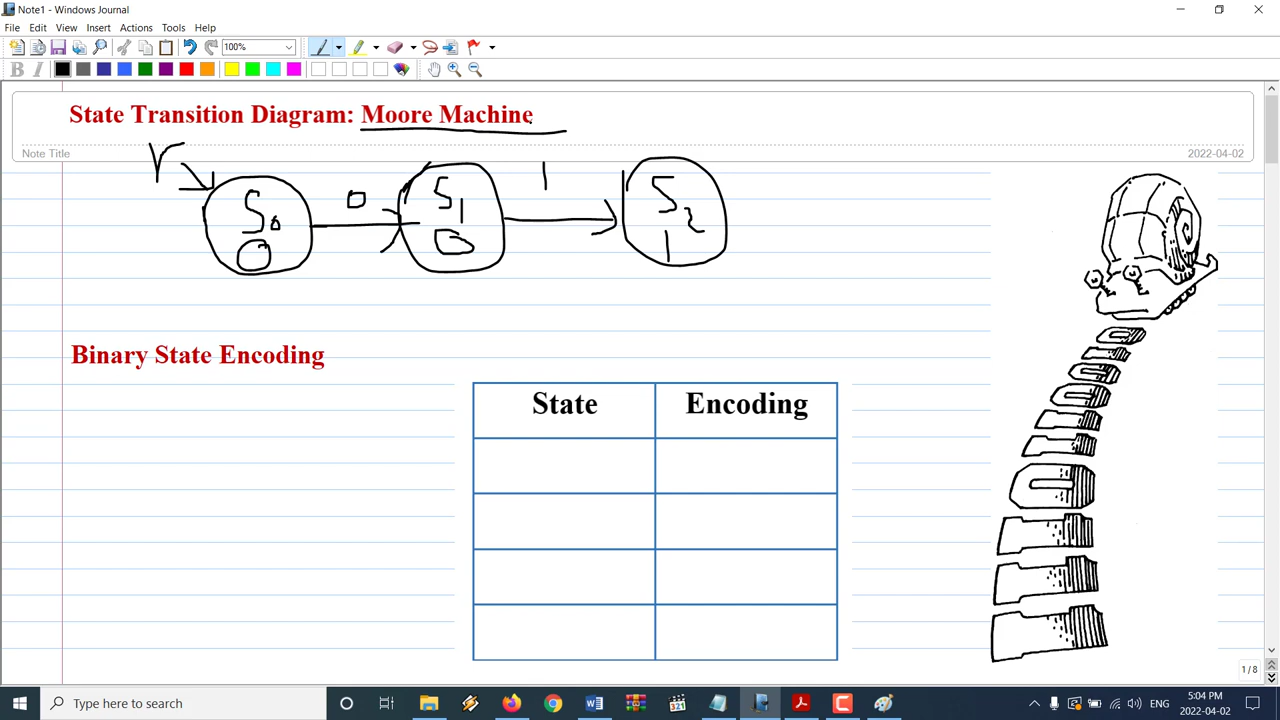 Note1 - Windows Journal
File Edit View Insert Actions Tools Help
100%
B I
State Transition Diagram: Moore Machine
Note Title
2022-04-02
r
0
1
S0
0
S1
0
S2
1
Binary State Encoding
State Encoding
1/8
Type here to search
321
5:04 PM
2022-04-02